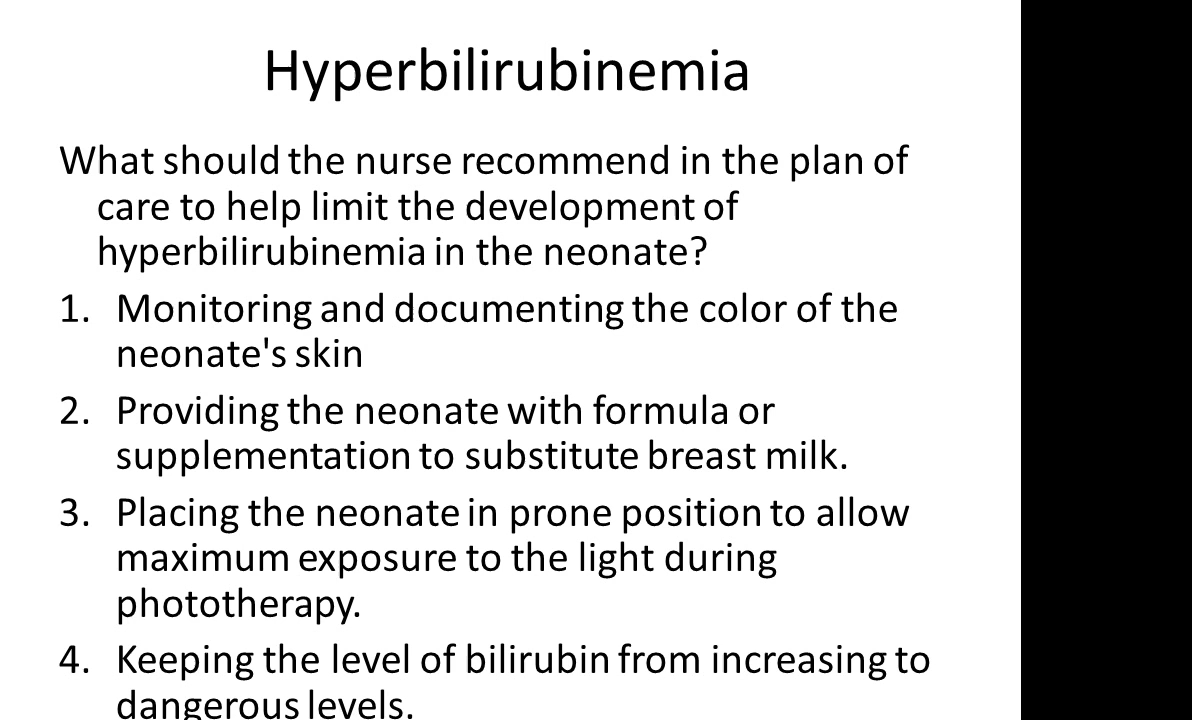 Hyperbilirubinemia
What should the nurse recommend in the plan of
care to help limit the development of
hyperbilirubinemia in the neonate?
1. Monitoring and documenting the color of the
neonate's skin
2. Providing the neonate with formula or
supplementation to substitute breast milk.
3. Placing the neonate in prone position to allow
maximum exposure to the light during
phototherapy.
4. Keeping the level of bilirubin from increasing to
dangerous levels.